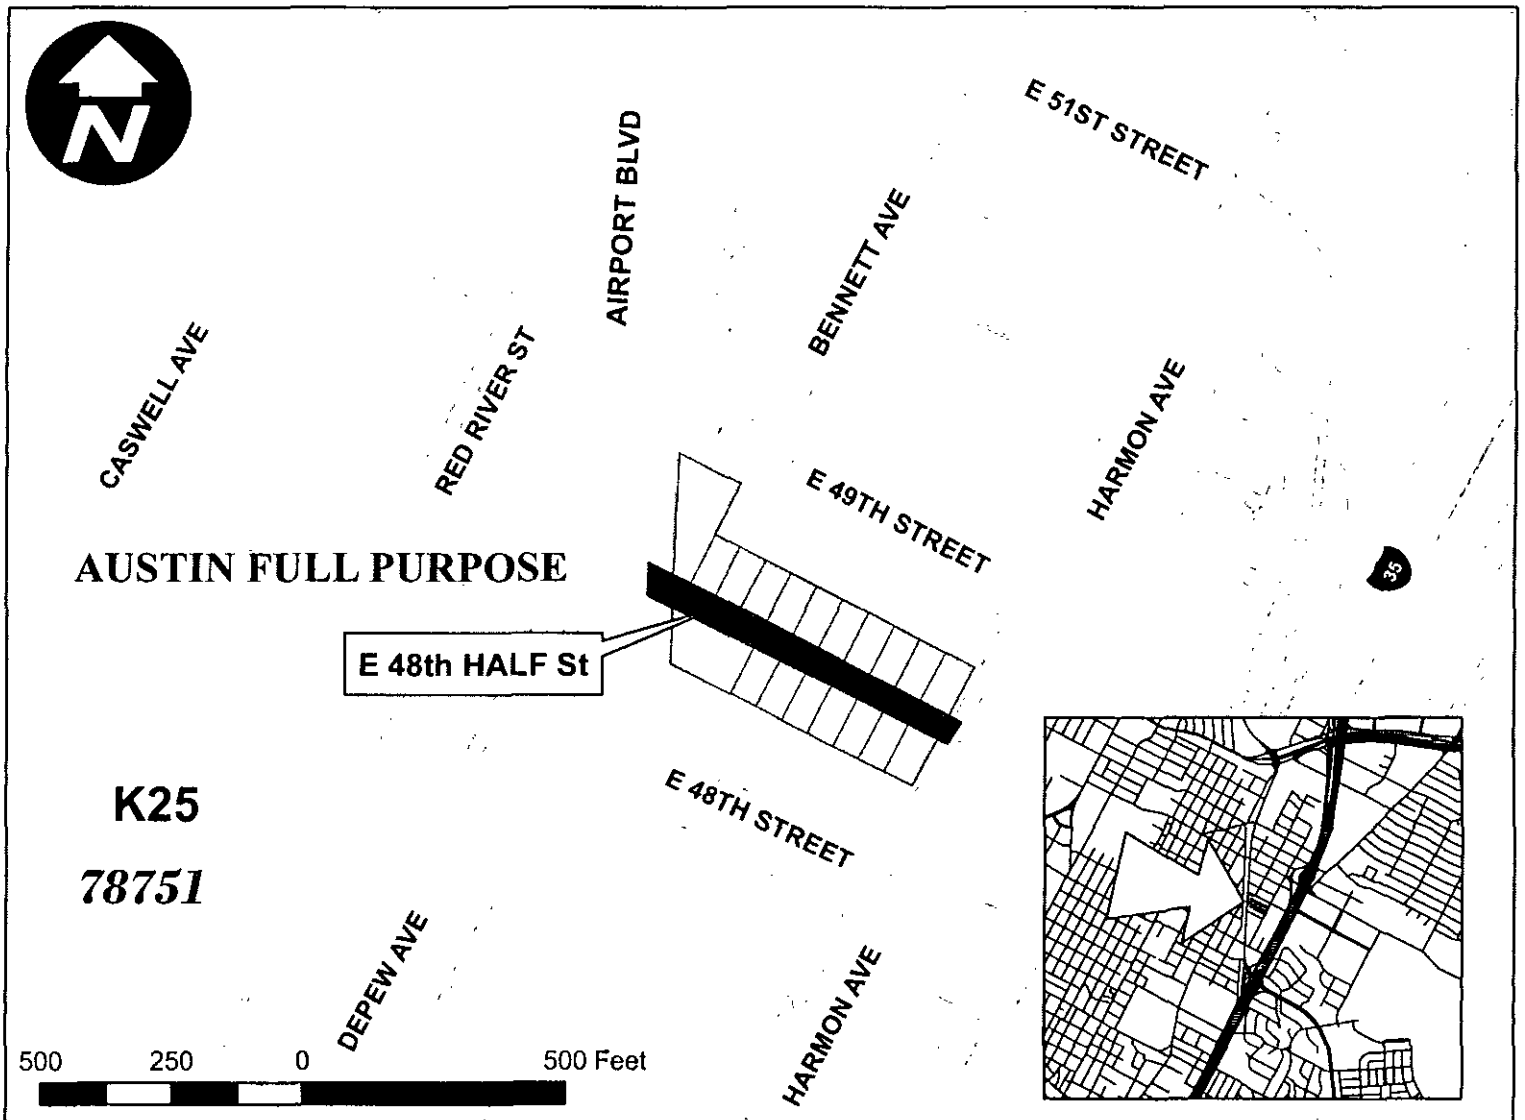 N
E 51ST STREET
AIRPORT BLVD
BENNETT AVE
CASWELL AVE
RED RIVER ST
HARMON AVE
E 49TH STREET
AUSTIN FULL PURPOSE
35
E 48th HALF St
K25
E 48TH STREET
78751
DEPEW AVE
HARMON AVE
500 250 0 500 Feet